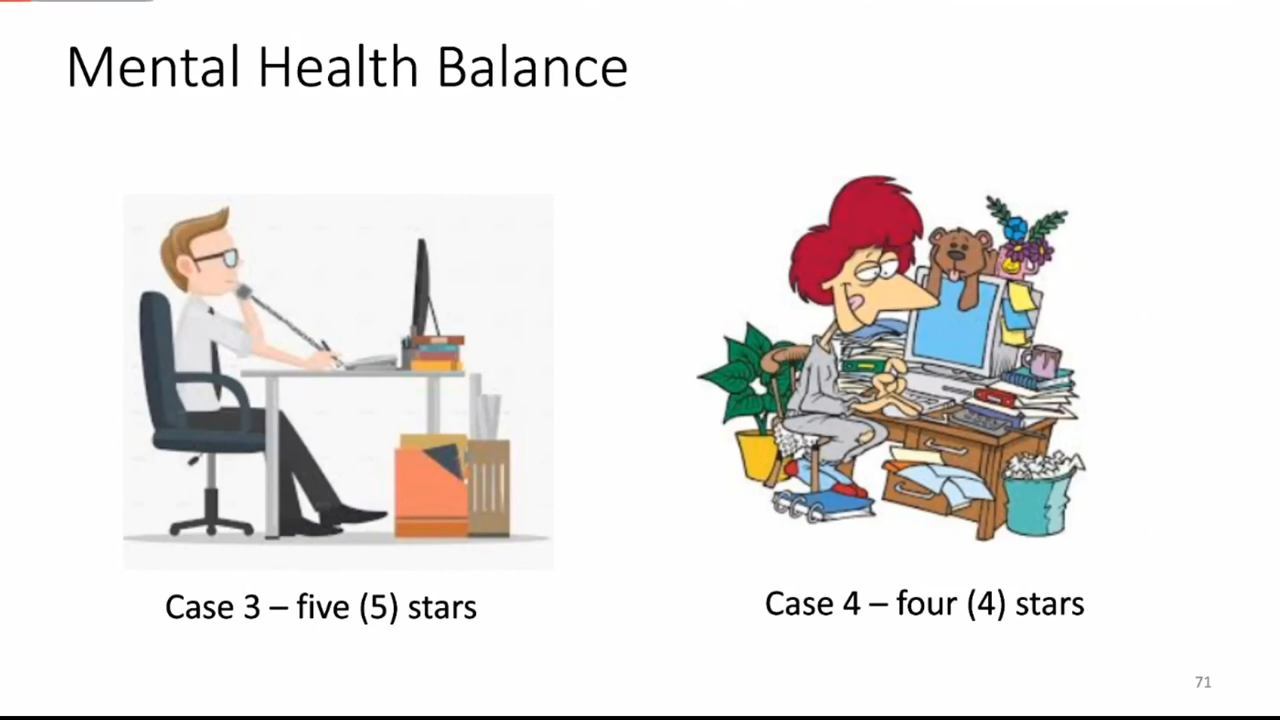 Mental Health Balance
Case 3 – five (5) stars
Case 4 – four (4) stars
71